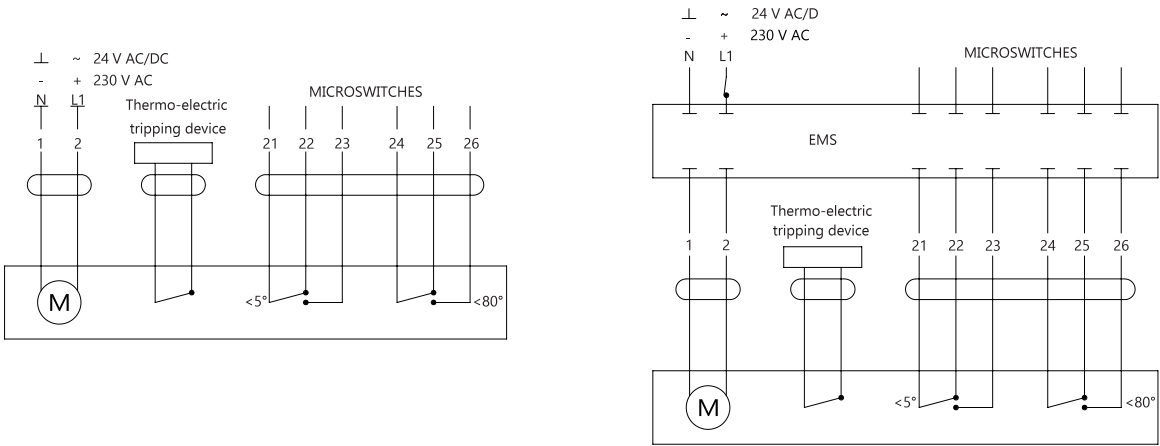 ⊥ ~ 24 V AC/DC
- + 230 V AC
N L1
Thermo-electric
tripping device
MICROSWITCHES
1 2 21 22 23 24 25 26
M
<5°
<80°
⊥ ~ 24 V AC/D
- + 230 V AC
N L1
MICROSWITCHES
EMS
Thermo-electric
tripping device
1 2 21 22 23 24 25 26
M
<5°
<80°